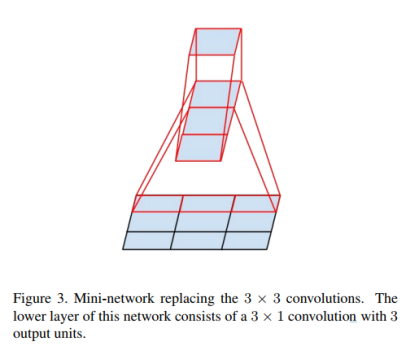 Figure 3. Mini-network replacing the 3 × 3 convolutions. The
lower layer of this network consists of a 3 × 1 convolution with 3
output units.